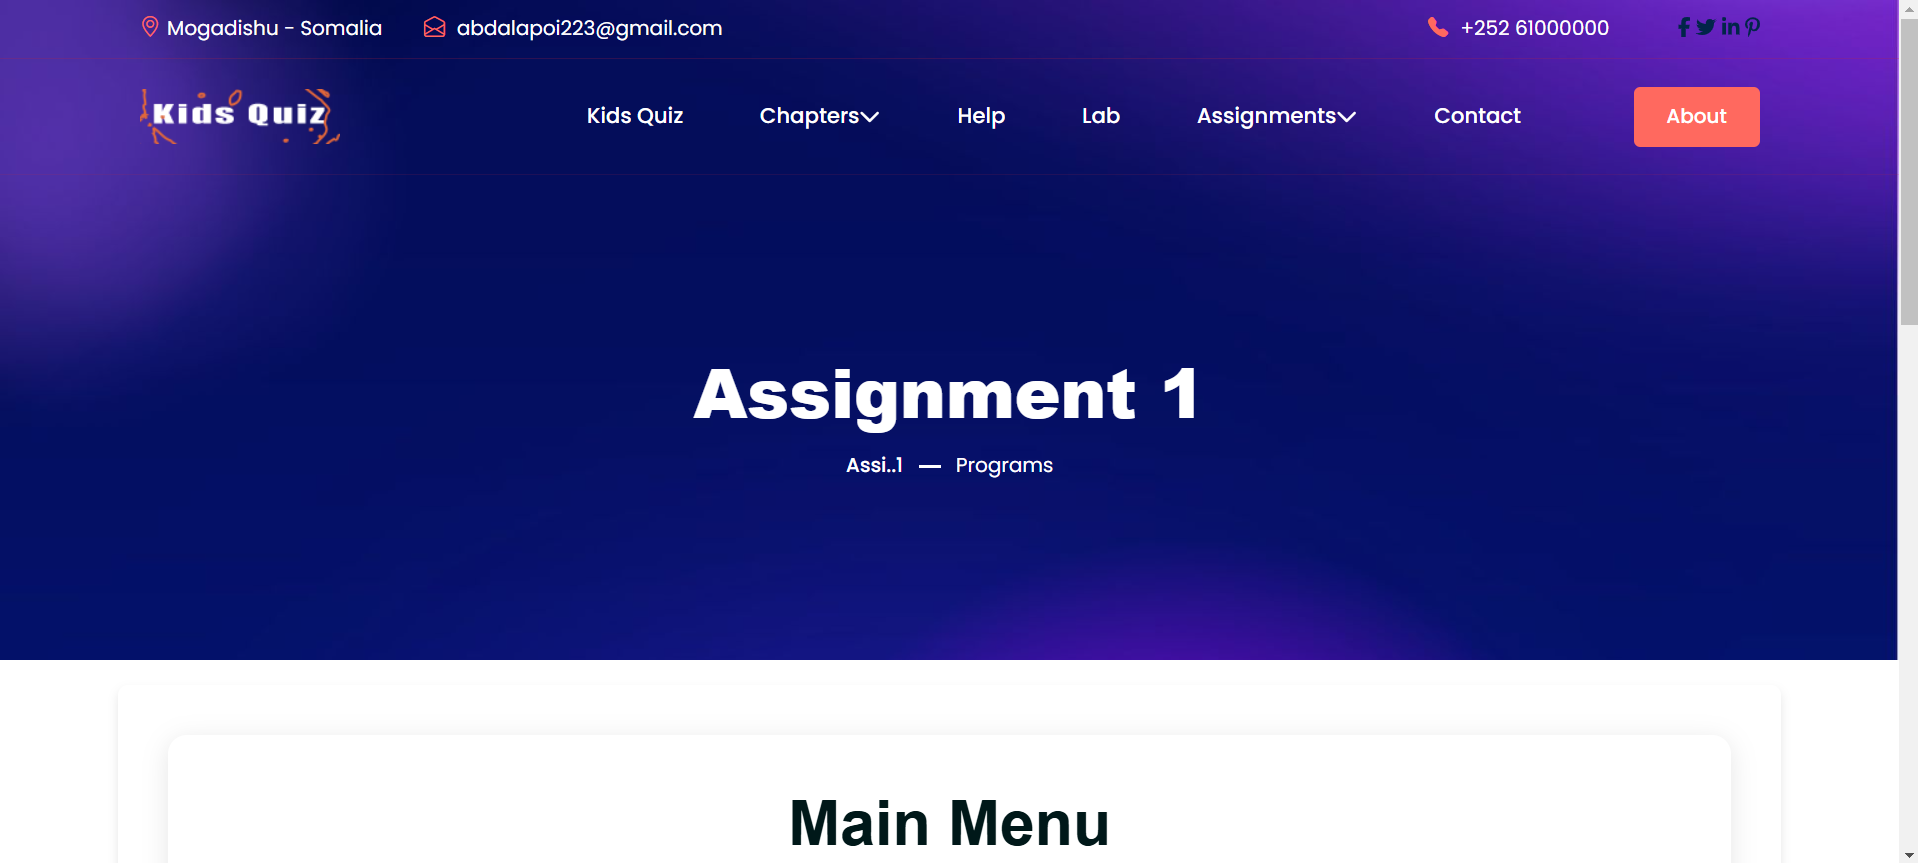 Mogadishu - Somalia abdalapoi223@gmail.com +252 61000000
Kids Quiz Kids Quiz Chapters Help Lab Assignments Contact About
Assignment 1
Assi..1 — Programs
Main Menu